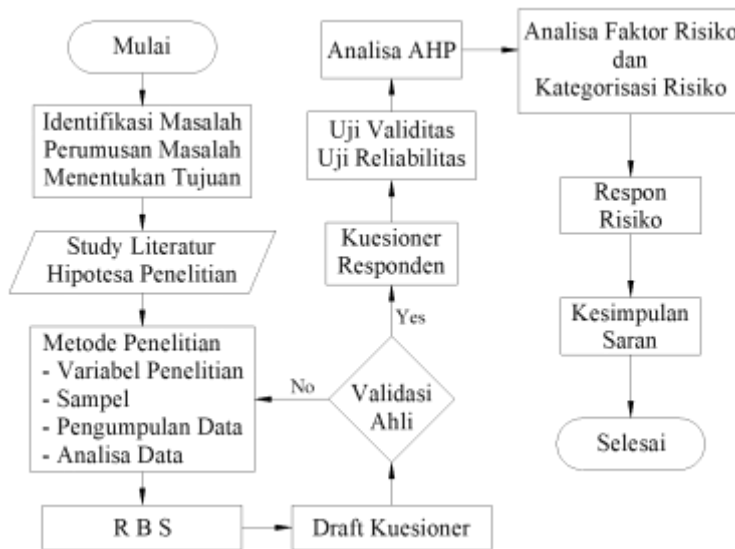 Mulai
Identifikasi Masalah
Perumusan Masalah
Menentukan Tujuan
Study Literatur
Hipotesa Penelitian
Metode Penelitian
- Variabel Penelitian
- Sampel
- Pengumpulan Data
- Analisa Data
R B S
Draft Kuesioner
Validasi
Ahli
No
Yes
Kuesioner
Responden
Uji Validitas
Uji Reliabilitas
Analisa AHP
Analisa Faktor Risiko
dan
Kategorisasi Risiko
Respon
Risiko
Kesimpulan
Saran
Selesai